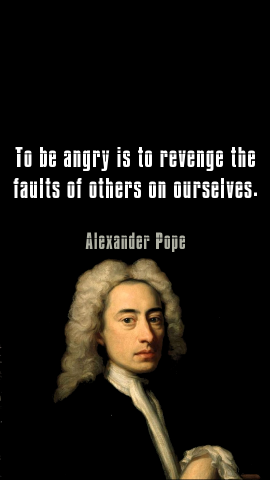 To be angry is to revenge the
faults of others on ourselves.
Alexander Pope